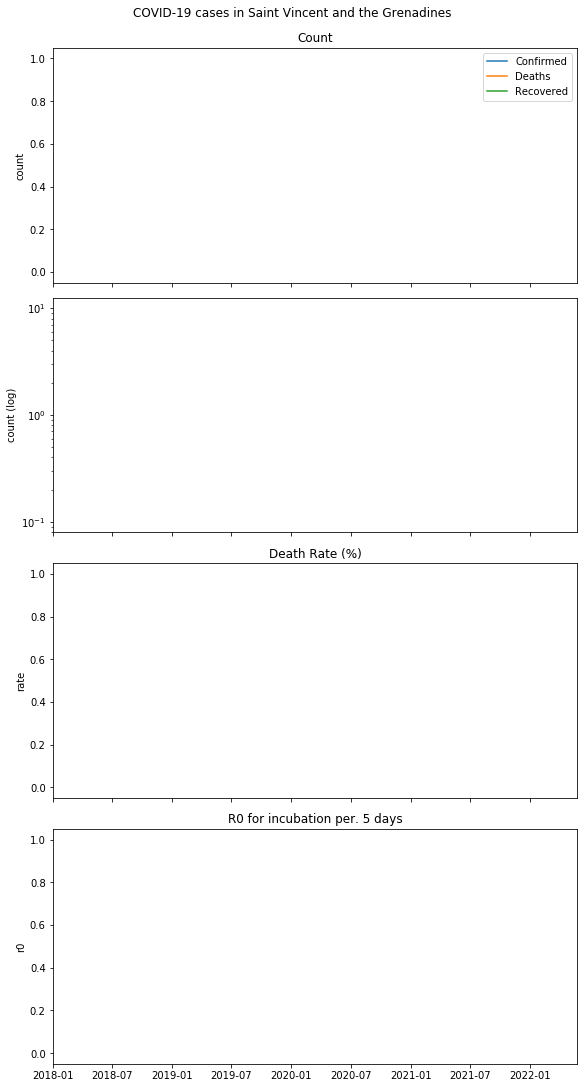 COVID-19 cases in Saint Vincent and the Grenadines
Count
1.0
0.8
0.6
0.4
0.2
0.0
count
Confirmed
Deaths
Recovered
10¹
10⁰
10⁻¹
count (log)
Death Rate (%)
1.0
0.8
0.6
0.4
0.2
0.0
rate
R0 for incubation per. 5 days
1.0
0.8
0.6
0.4
0.2
0.0
r0
2018-01 2018-07 2019-01 2019-07 2020-01 2020-07 2021-01 2021-07 2022-01